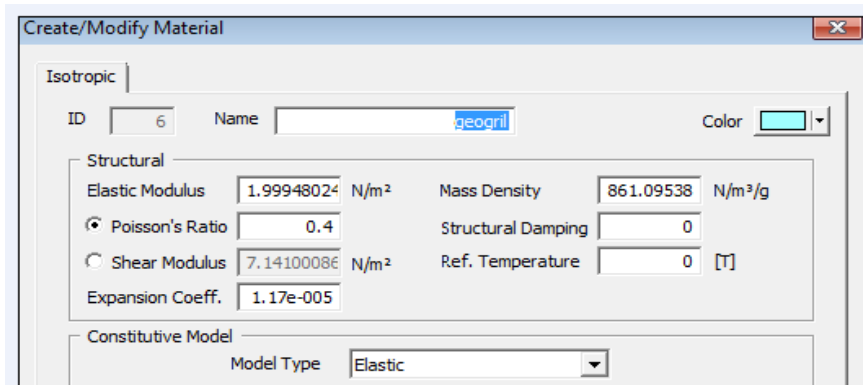 Create/Modify Material
Isotropic
ID 6 Name geogril Color
Structural
Elastic Modulus 1.99948024 N/m² Mass Density 861.09538 N/m³/g
Poisson's Ratio 0.4 Structural Damping 0
Shear Modulus 7.14100086 N/m² Ref. Temperature 0 [T]
Expansion Coeff. 1.17e-005
Constitutive Model
Model Type Elastic